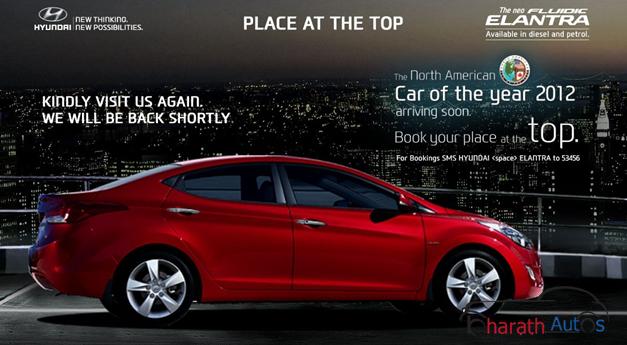 HYUNDAI
NEW THINKING.
NEW POSSIBILITIES.
PLACE AT THE TOP
The neo FLUIDIC
ELANTRA
Available in diesel and petrol.
KINDLY VISIT US AGAIN.
WE WILL BE BACK SHORTLY
The North American
Car of the year 2012
arriving soon.
Book your place at the top.
For Bookings SMS HYUNDAI <space> ELANTRA to 53456
bharath Autos